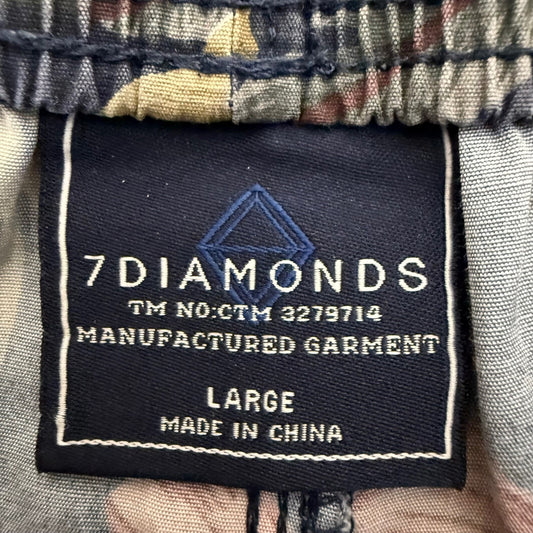 7DIAMONDS
TM NO:CTM 3279714
MANUFACTURED GARMENT
LARGE
MADE IN CHINA